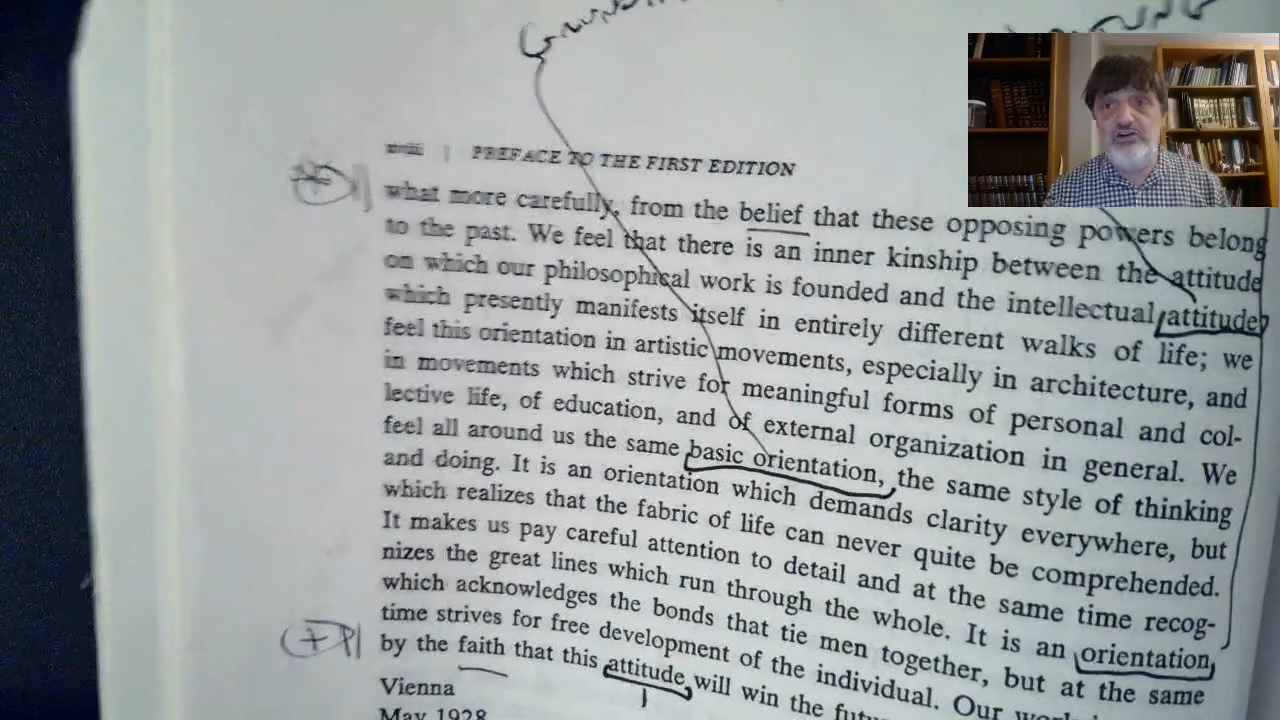 xviii | PREFACE TO THE FIRST EDITION
what more carefully, from the belief that these opposing powers belong
to the past. We feel that there is an inner kinship between the attitude
on which our philosophical work is founded and the intellectual attitude
which presently manifests itself in entirely different walks of life; we
feel this orientation in artistic movements, especially in architecture, and
in movements which strive for meaningful forms of personal and col-
lective life, of education, and of external organization in general. We
feel all around us the same basic orientation, the same style of thinking
and doing. It is an orientation which demands clarity everywhere, but
which realizes that the fabric of life can never quite be comprehended.
It makes us pay careful attention to detail and at the same time recog-
nizes the great lines which run through the whole. It is an orientation
which acknowledges the bonds that tie men together, but at the same
time strives for free development of the individual. Our work
by the faith that this attitude will win the future
Vienna
May 1928